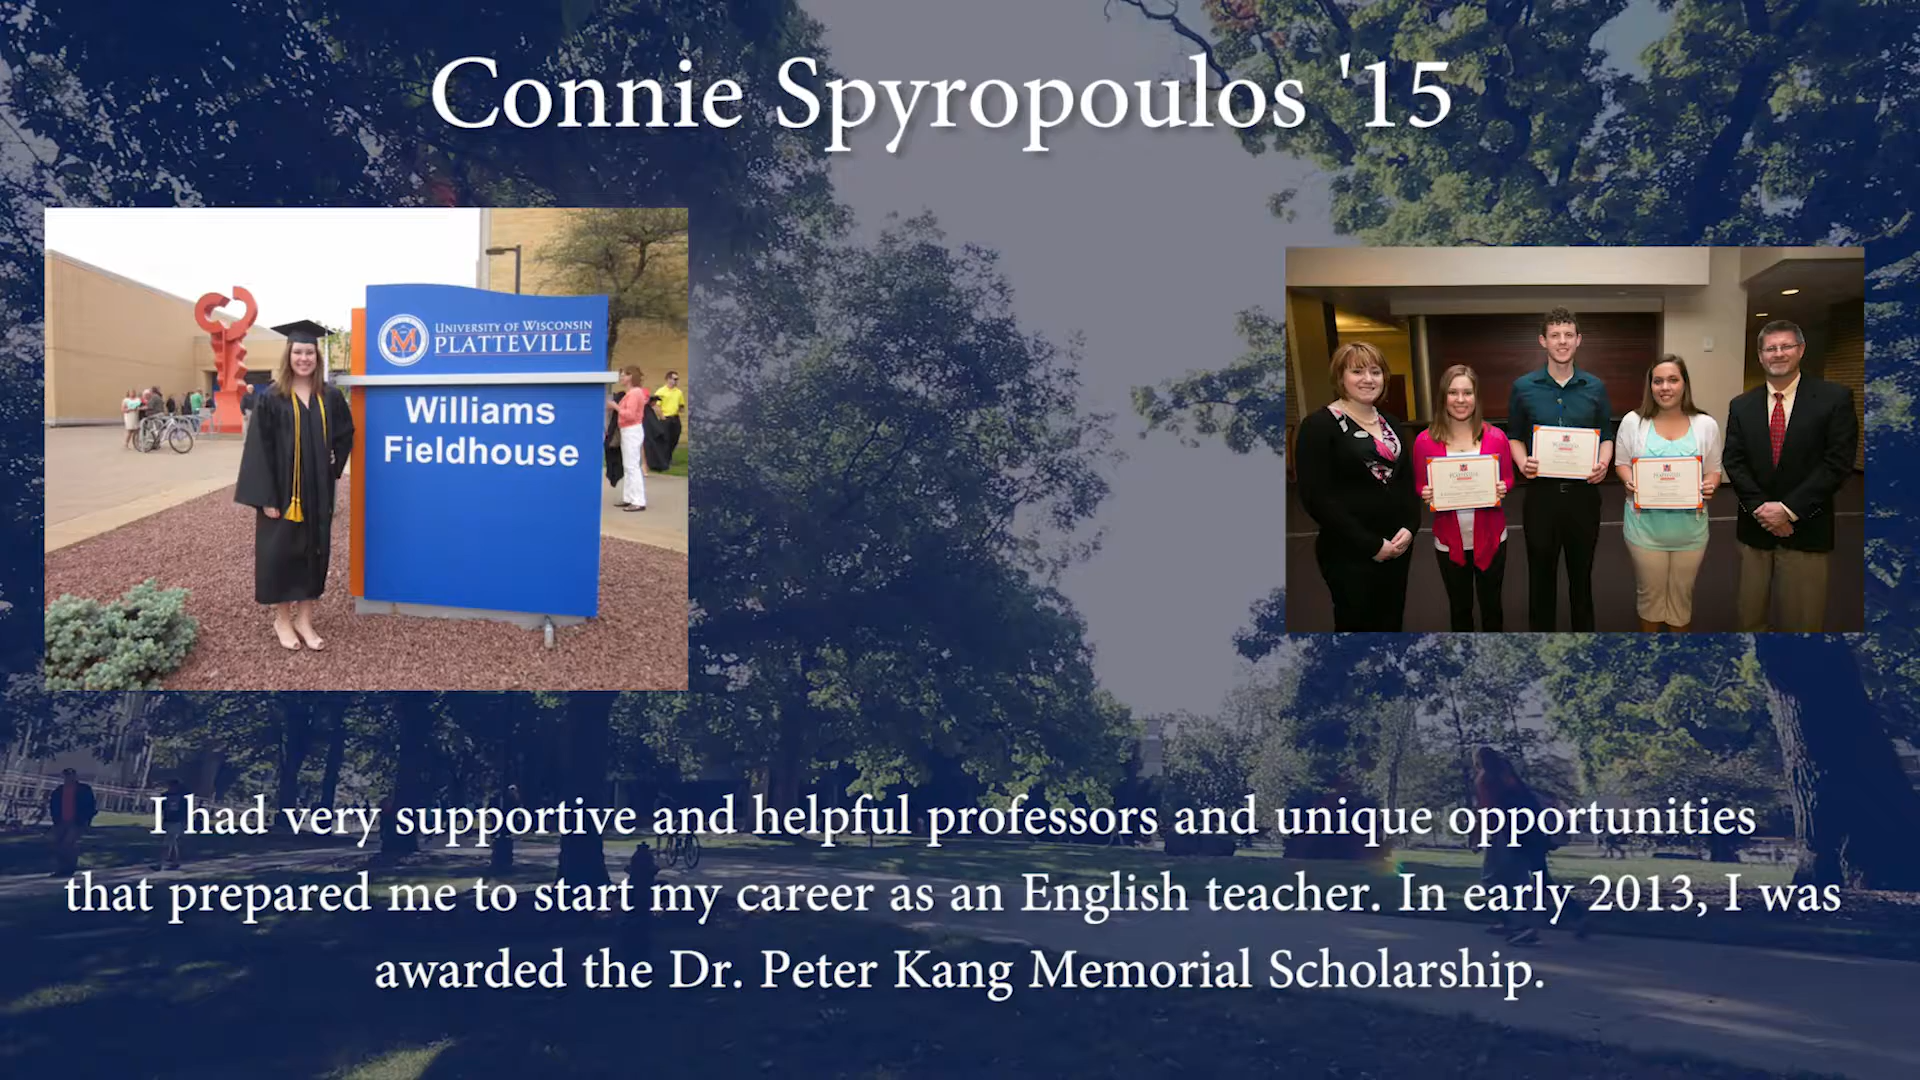 Connie Spyropoulos '15
UNIVERSITY OF WISCONSIN
PLATTEVILLE
M
Williams
Fieldhouse
I had very supportive and helpful professors and unique opportunities
that prepared me to start my career as an English teacher. In early 2013, I was
awarded the Dr. Peter Kang Memorial Scholarship.